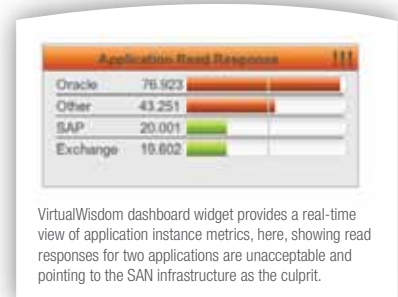 Application Read Response
Oracle 76.923
Other 43.251
SAP 20.001
Exchange 19.602
VirtualWisdom dashboard widget provides a real-time
view of application instance metrics, here, showing read
responses for two applications are unacceptable and
pointing to the SAN infrastructure as the culprit.